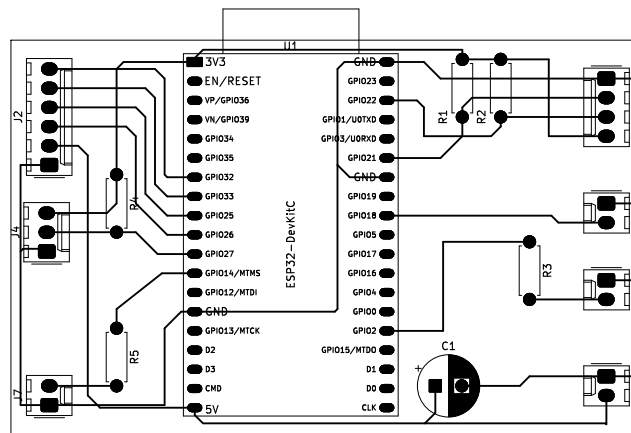 U1
3V3
EN/RESET
VP/GPIO36
VN/GPIO39
GPIO34
GPIO35
GPIO32
GPIO33
GPIO25
GPIO26
GPIO27
GPIO14/MTMS
GPIO12/MTDI
GND
GPIO13/MTCK
D2
D3
CMD
5V
ESP32-DevKitC
GND
GPIO23
GPIO22
GPIO1/U0TXD
GPIO3/U0RXD
GPIO21
GND
GPIO19
GPIO18
GPIO5
GPIO17
GPIO16
GPIO4
GPIO0
GPIO2
GPIO15/MTDO
D1
D0
CLK
J2
J4
J7
R4
R5
R1
R2
R3
C1
+